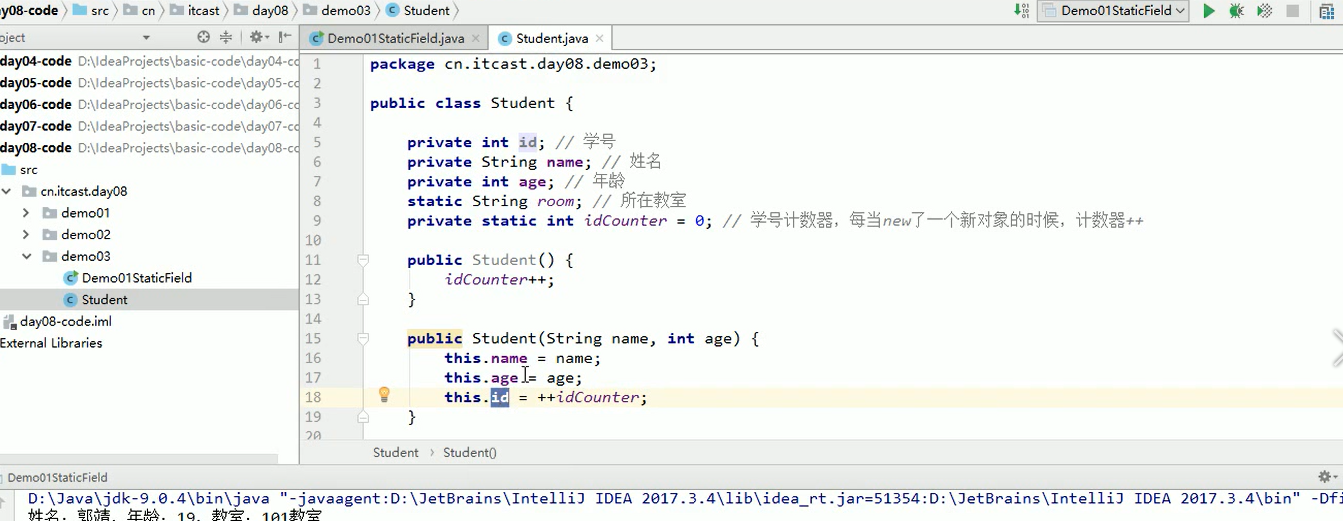 ay08-code src cn itcast day08 demo03 Student Demo01StaticField
oject Demo01StaticField.java Student.java
day04-code D:\IdeaProjects\basic-code\day04-cc
day05-code D:\IdeaProjects\basic-code\day05-cc
day06-code D:\IdeaProjects\basic-code\day06-cc
day07-code D:\IdeaProjects\basic-code\day07-cc
day08-code D:\IdeaProjects\basic-code\day08-cc
src
cn.itcast.day08
demo01
demo02
demo03
Demo01StaticField
Student
day08-code.iml
External Libraries
1 package cn.itcast.day08.demo03;
2
3 public class Student {
4
5 private int id; // 学号
6 private String name; // 姓名
7 private int age; // 年龄
8 static String room; // 所在教室
9 private static int idCounter = 0; // 学号计数器，每当new了一个新对象的时候，计数器++
10
11 public Student() {
12 idCounter++;
13 }
14
15 public Student(String name, int age) {
16 this.name = name;
17 this.age = age;
18 this.id = ++idCounter;
19 }
20
Student Student()
Demo01StaticField
D:\Java\jdk-9.0.4\bin\java "-javaagent:D:\JetBrains\IntelliJ IDEA 2017.3.4\lib\idea_rt.jar=51354:D:\JetBrains\IntelliJ IDEA 2017.3.4\bin" -Dfi
姓名：郭靖，年龄：19，教室：101教室